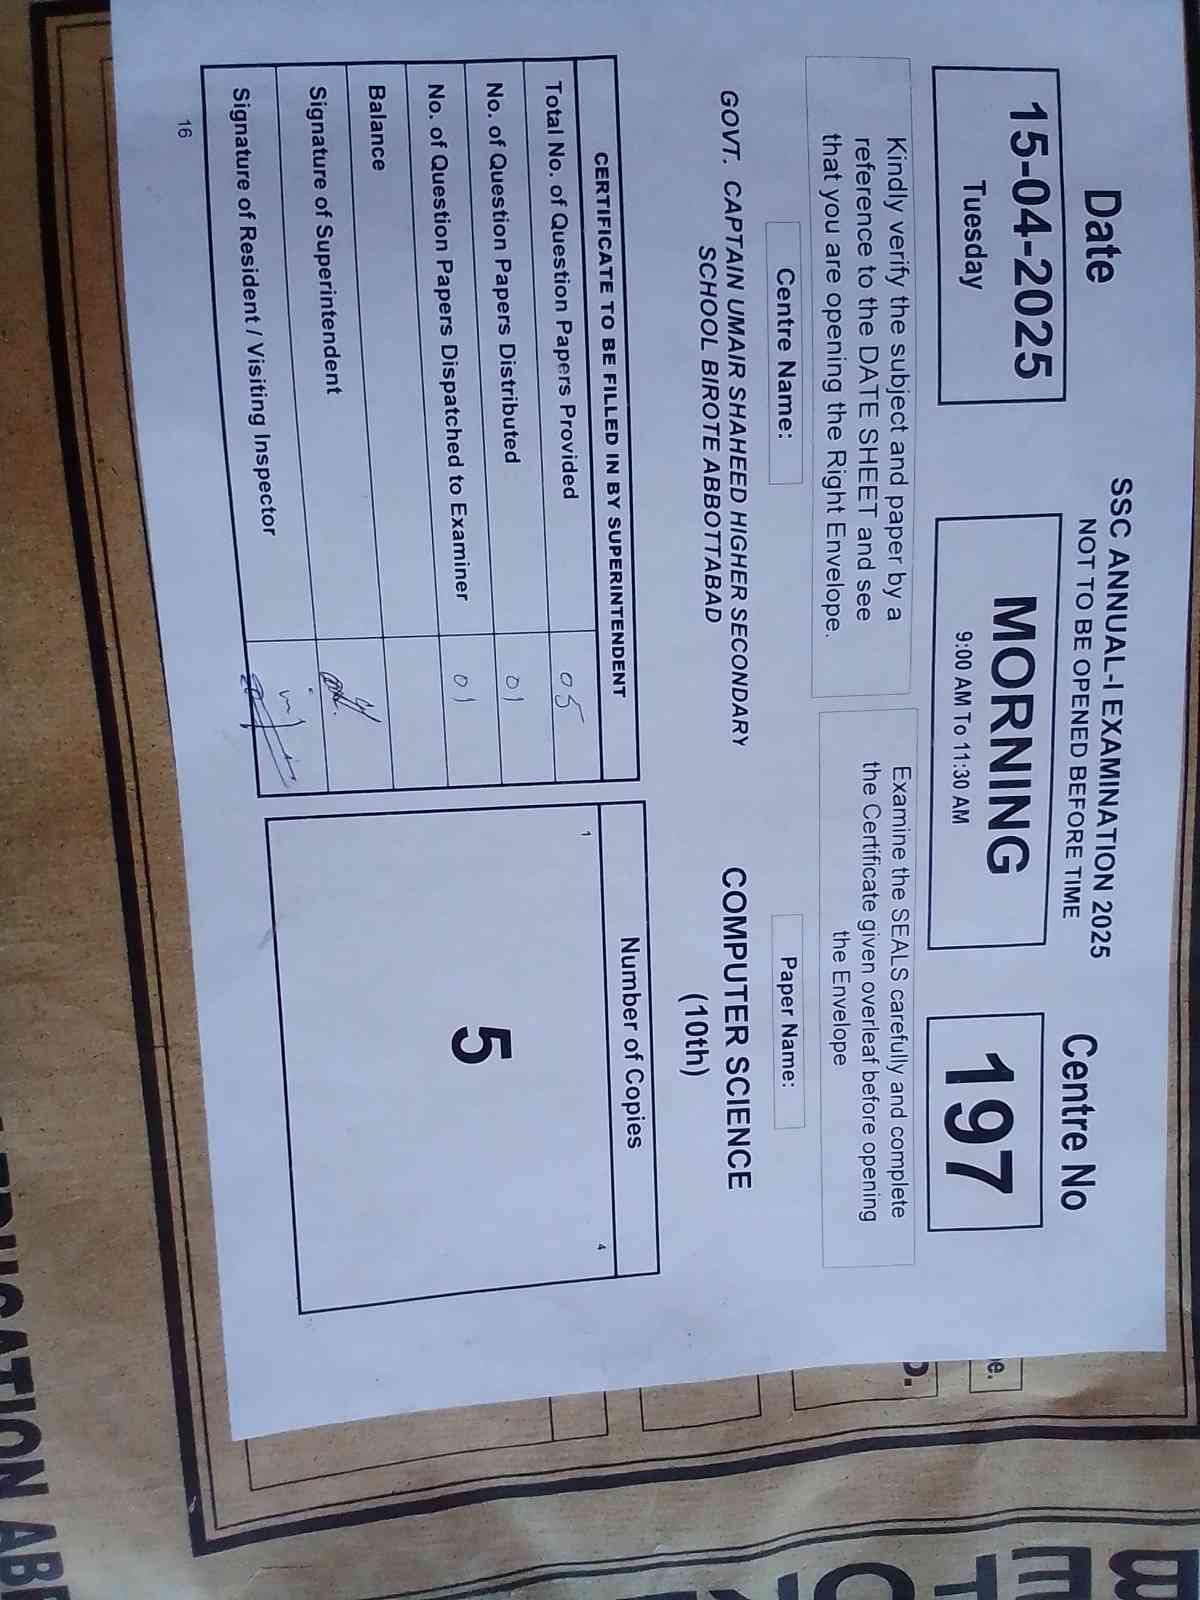 SSC ANNUAL-I EXAMINATION 2025
NOT TO BE OPENED BEFORE TIME
Date
15-04-2025
Tuesday
MORNING
9:00 AM To 11:30 AM
Centre No
197
Kindly verify the subject and paper by a
reference to the DATE SHEET and see
that you are opening the Right Envelope.
Examine the SEALS carefully and complete
the Certificate given overleaf before opening
the Envelope
Centre Name:
GOVT. CAPTAIN UMAIR SHAHEED HIGHER SECONDARY
SCHOOL BIROTE ABBOTTABAD
Paper Name:
COMPUTER SCIENCE
(10th)
CERTIFICATE TO BE FILLED IN BY SUPERINTENDENT
Total No. of Question Papers Provided 05
No. of Question Papers Distributed 01
No. of Question Papers Dispatched to Examiner 01
Balance
Signature of Superintendent
Signature of Resident / Visiting Inspector
Number of Copies
1
4
5
16